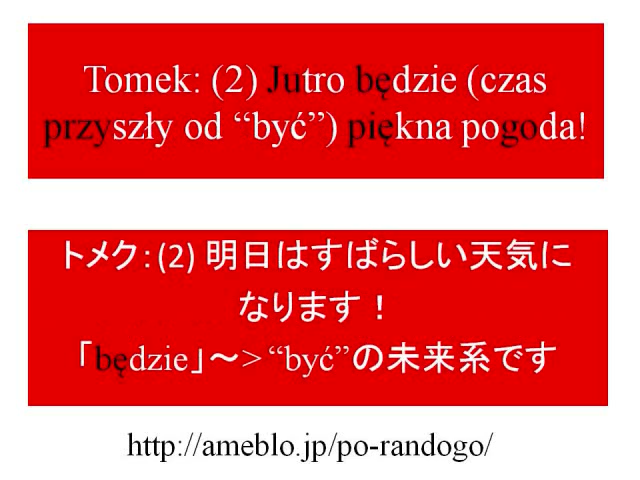 Tomek: (2) Jutro będzie (czas
przyszły od “być”) piękna pogoda!
トメク：(2) 明日はすばらしい天気に
なります！
「będzie」～> “być”の未来系です
http://ameblo.jp/po-randogo/